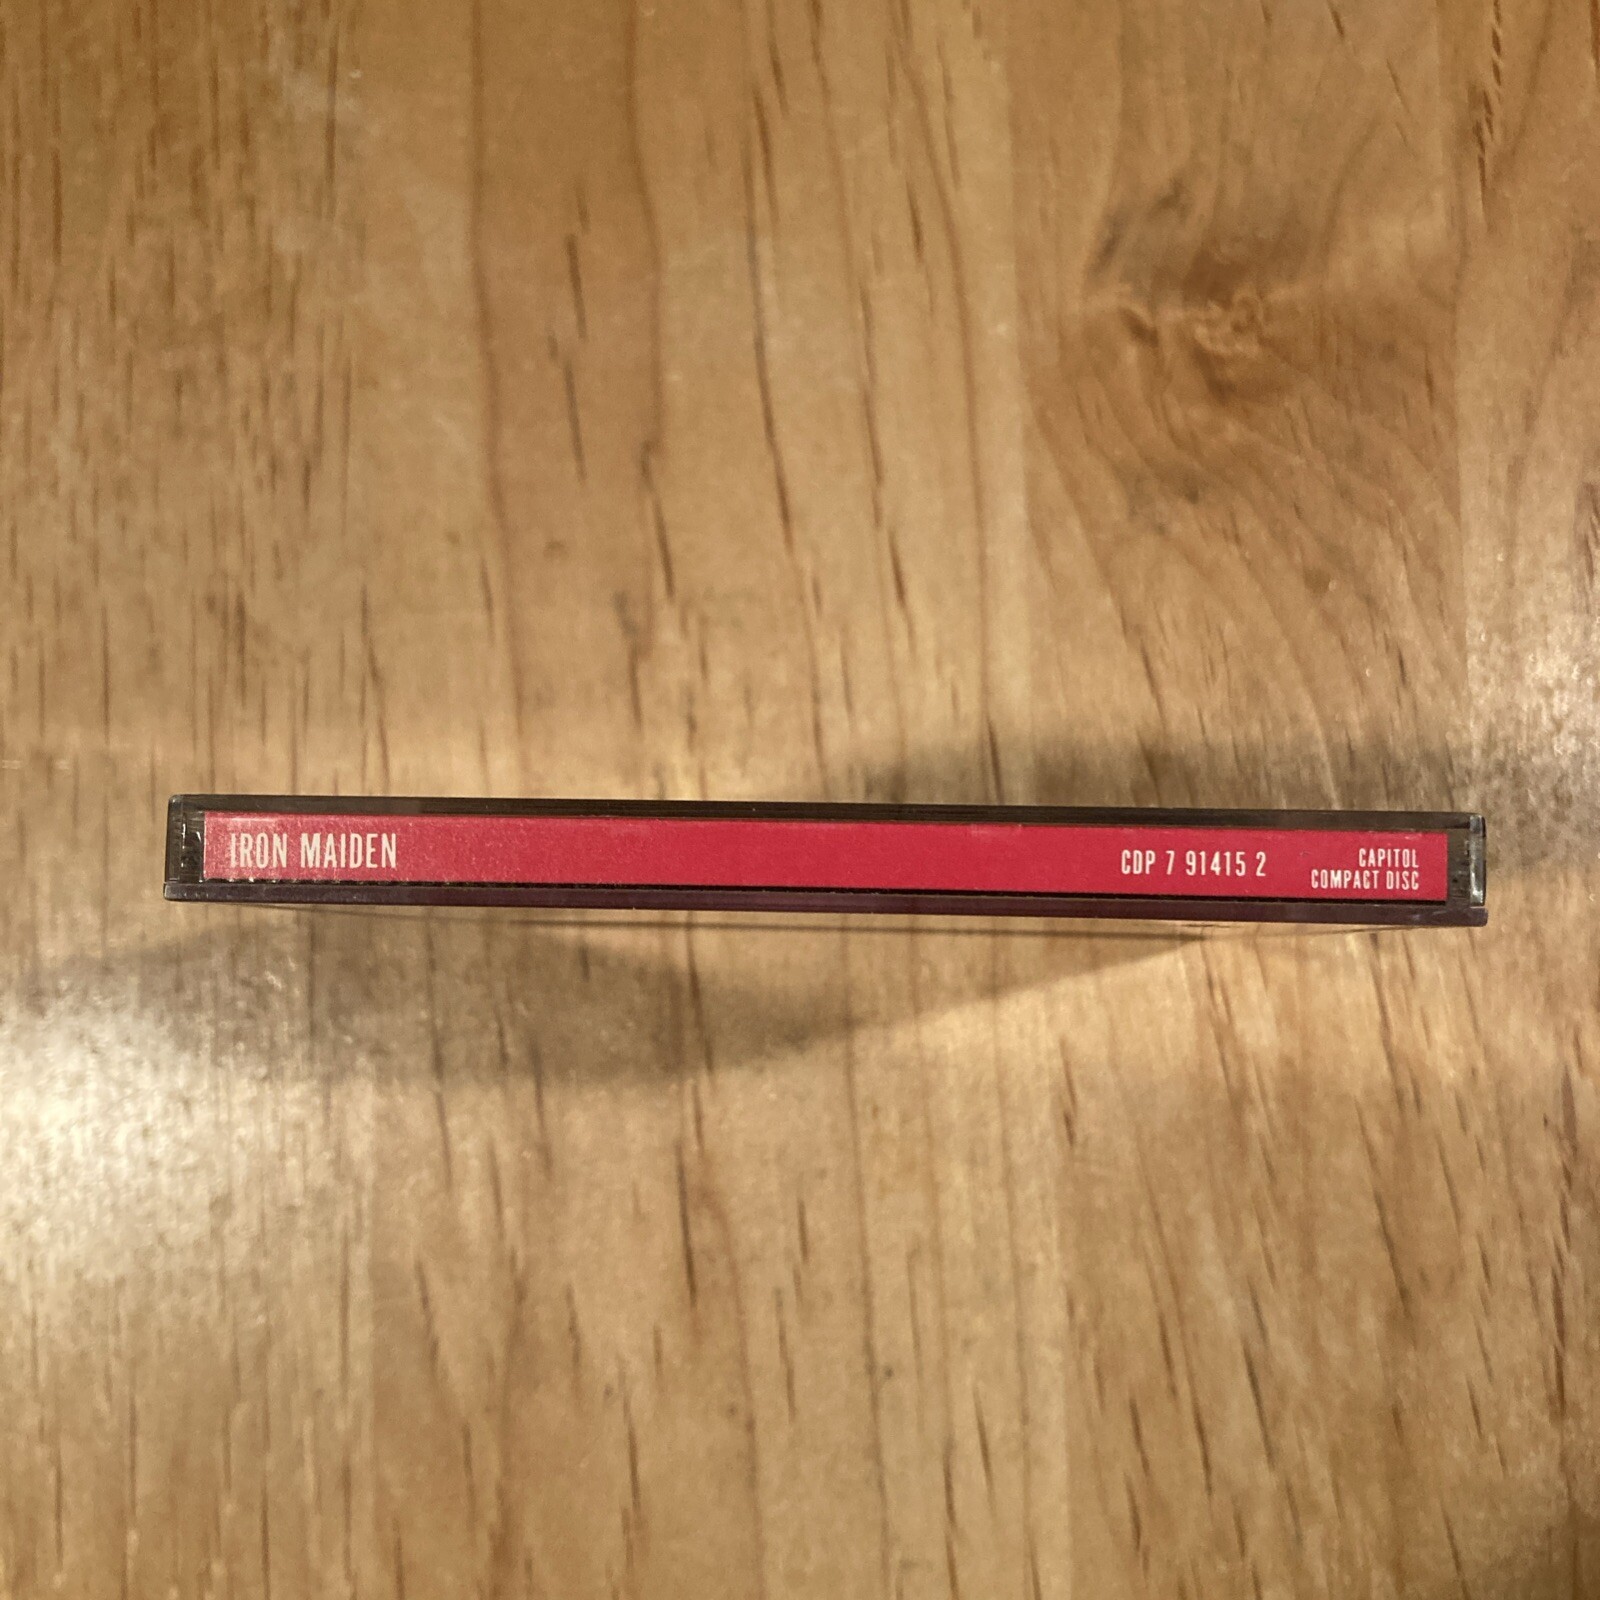 IRON MAIDEN
CDP 7 91415 2
CAPITOL
COMPACT DISC